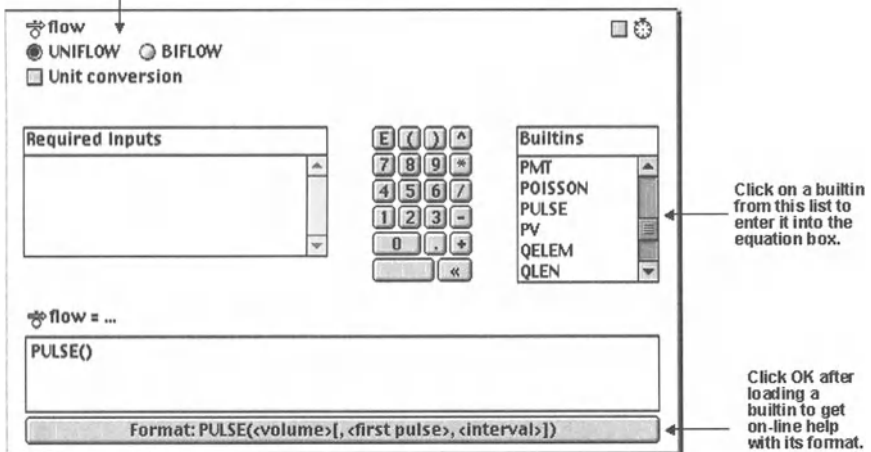 flow
UNIFLOW BIFLOW
Unit conversion
Required Inputs
E ( ) ^
7 8 9 *
4 5 6 /
1 2 3 -
0 . +
«
Builtins
PMT
POISSON
PULSE
PV
QELEM
QLEN
Click on a builtin
from this list to
enter it into the
equation box.
flow = ...
PULSE()
Format: PULSE(<volume>[, <first pulse>, <interval>])
Click OK after
loading a
builtin to get
on-line help
with its format.